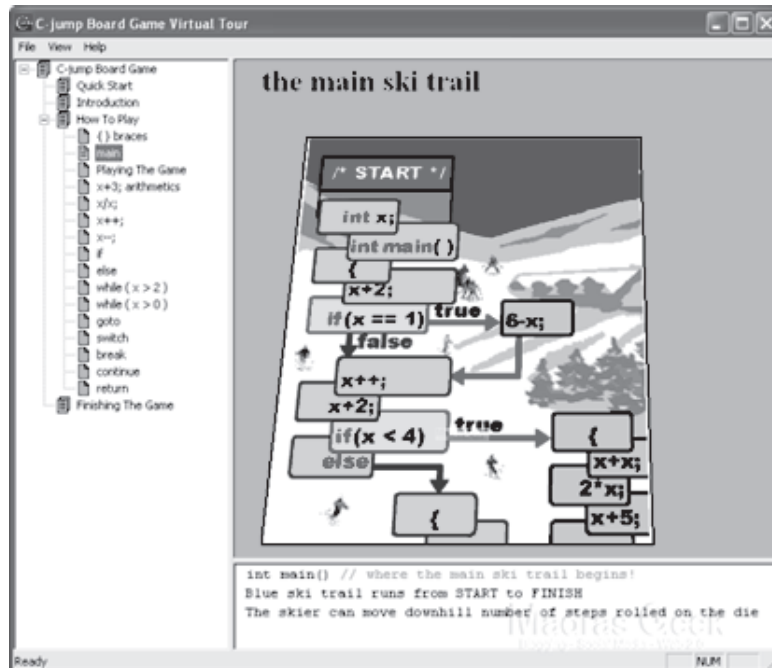 C-jump Board Game Virtual Tour
File View Help
C-jump Board Game
Quick Start
Introduction
How To Play
{ } braces
main
Playing The Game
x+3; arithmetics
x/x;
x++;
x--;
if
else
while ( x > 2 )
while ( x > 0 )
goto
switch
break
continue
return
Finishing The Game
the main ski trail
/* START */
int x;
int main( )
{
x+2;
if(x == 1) true
6-x;
false
x++;
x+2;
if(x < 4) true
{
else
x+x;
2*x;
x+5;
{
int main() // where the main ski trail begins!
Blue ski trail runs from START to FINISH
The skier can move downhill number of steps rolled on the die
Madras Geek
Ready NUM